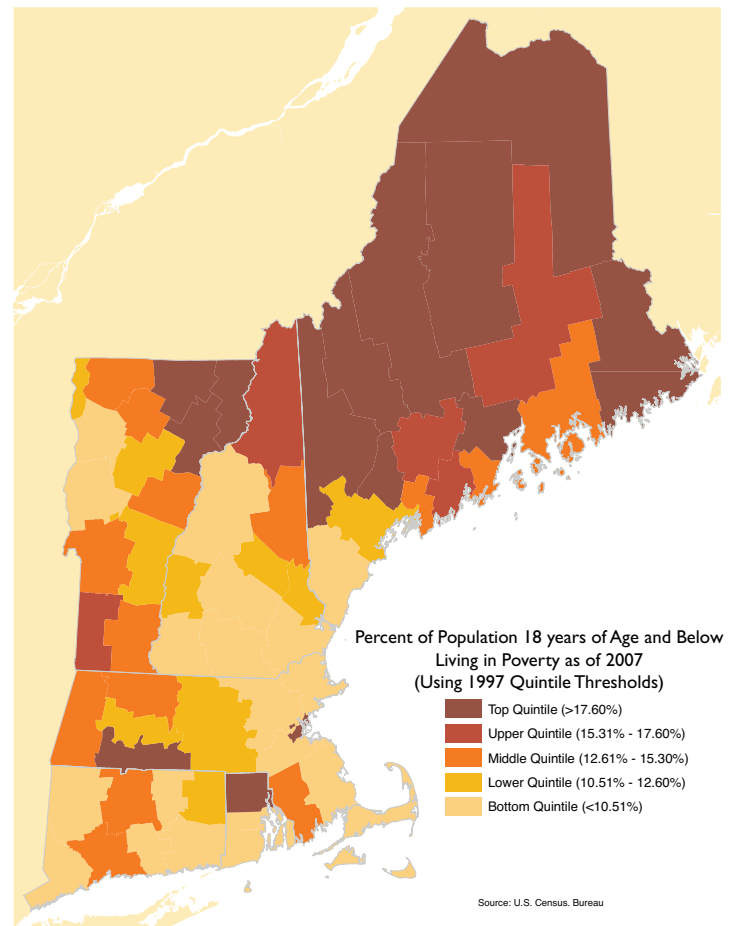 Percent of Population 18 years of Age and Below
Living in Poverty as of 2007
(Using 1997 Quintile Thresholds)
Top Quintile (>17.60%)
Upper Quintile (15.31% - 17.60%)
Middle Quintile (12.61% - 15.30%)
Lower Quintile (10.51% - 12.60%)
Bottom Quintile (<10.51%)
Source: U.S. Census. Bureau